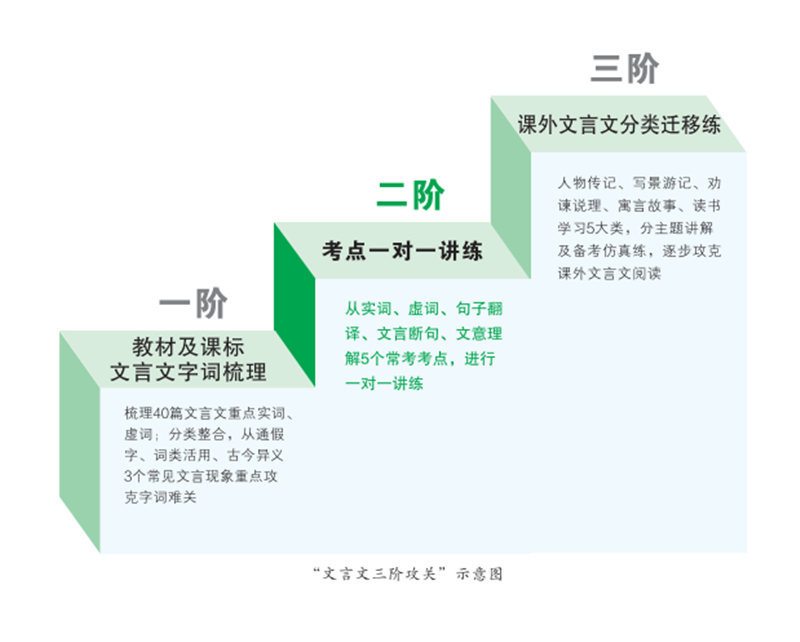 三阶
课外文言文分类迁移练
人物传记、写景游记、劝
谏说理、寓言故事、读书
学习5大类，分主题讲解
及备考仿真练，逐步攻克
课外文言文阅读
二阶
考点一对一讲练
从实词、虚词、句子翻
译、文言断句、文意理
解5个常考考点，进行
一对一讲练
一阶
教材及课标
文言文字词梳理
梳理40篇文言文重点实词、
虚词；分类整合，从通假
字、词类活用、古今异义
3个常见文言现象重点攻
克字词难关
“文言文三阶攻关”示意图